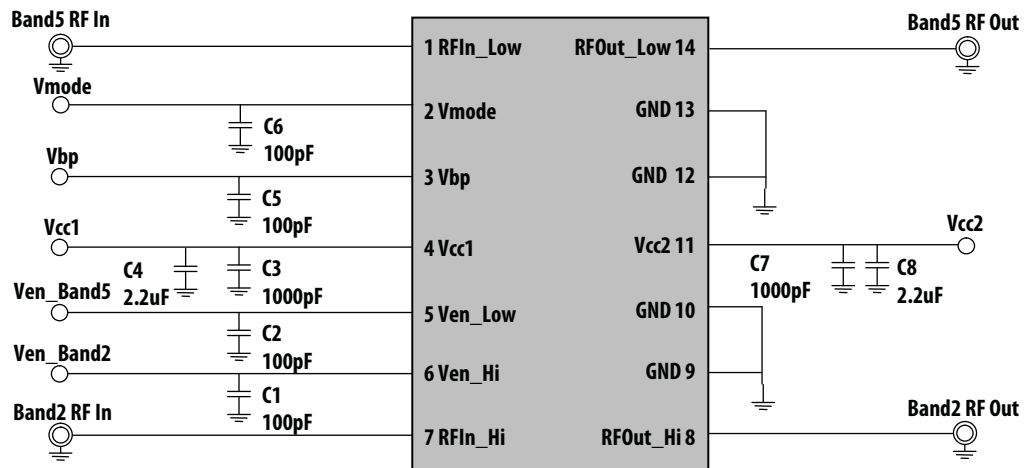 Band5 RF In
Band5 RF Out
1 RFIn_Low
RFOut_Low 14
Vmode
2 Vmode
GND 13
C6
100pF
Vbp
3 Vbp
GND 12
C5
100pF
Vcc1
4 Vcc1
Vcc2 11
Vcc2
C4
2.2uF
C3
1000pF
C7
1000pF
C8
2.2uF
Ven_Band5
5 Ven_Low
GND 10
C2
100pF
Ven_Band2
6 Ven_Hi
GND 9
C1
100pF
Band2 RF In
Band2 RF Out
7 RFIn_Hi
RFOut_Hi 8